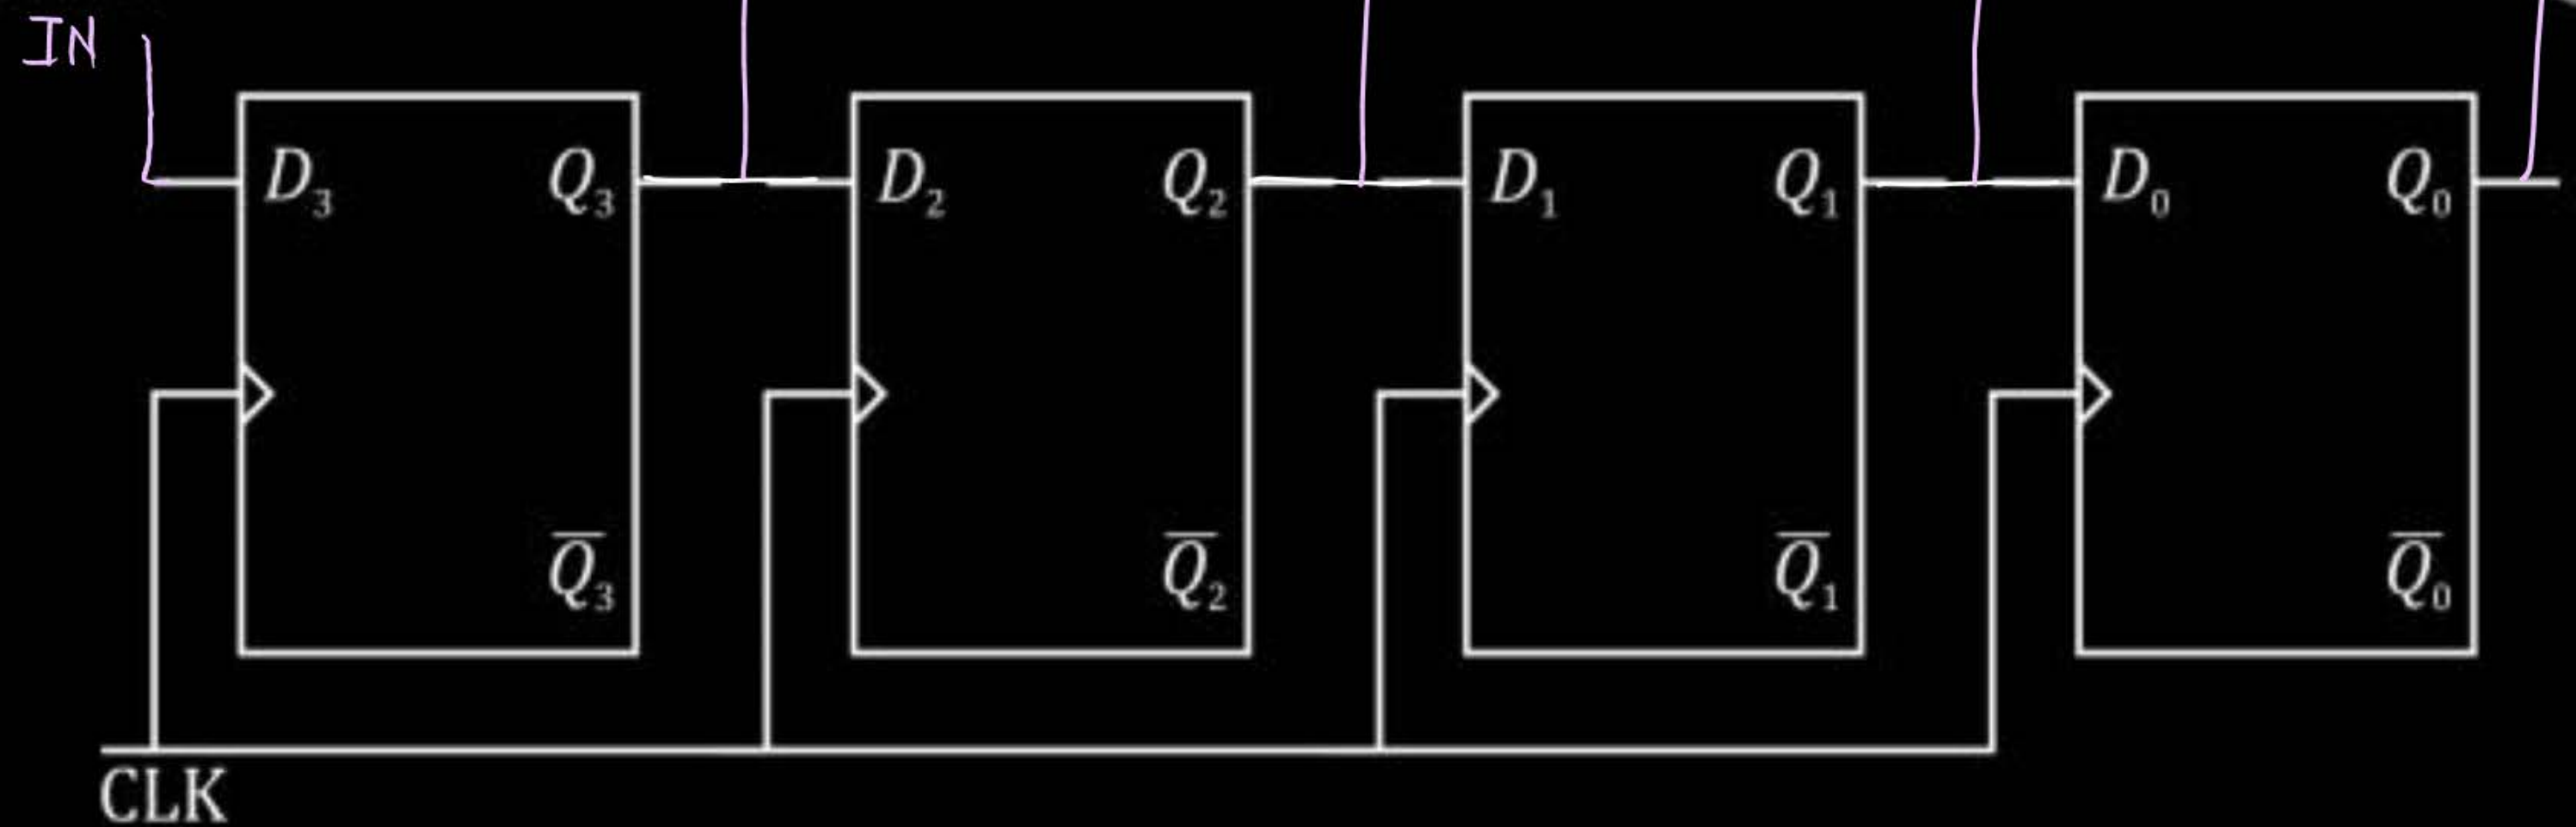 IN
D₃ Q₃ D₂ Q₂ D₁ Q₁ D₀ Q₀
Q̅₃ Q̅₂ Q̅₁ Q̅₀
CLK